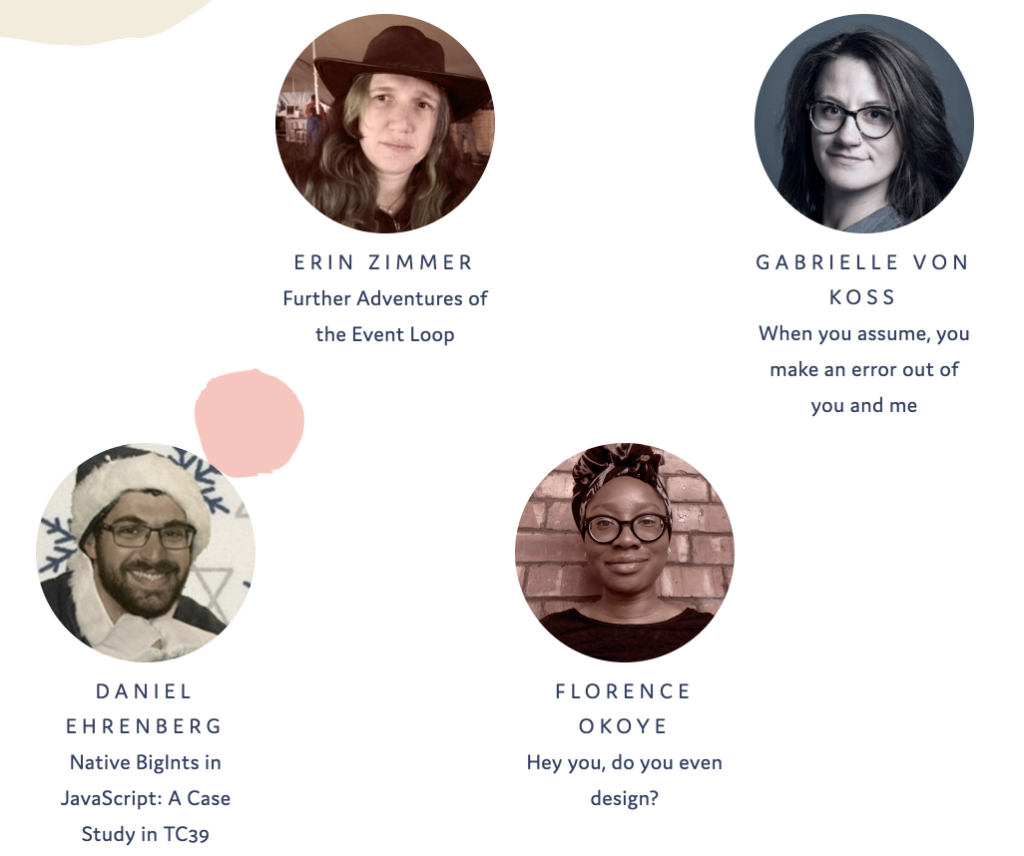 ERIN ZIMMER
Further Adventures of
the Event Loop
GABRIELLE VON
KOSS
When you assume, you
make an error out of
you and me
DANIEL
EHRENBERG
Native BigInts in
JavaScript: A Case
Study in TC39
FLORENCE
OKOYE
Hey you, do you even
design?